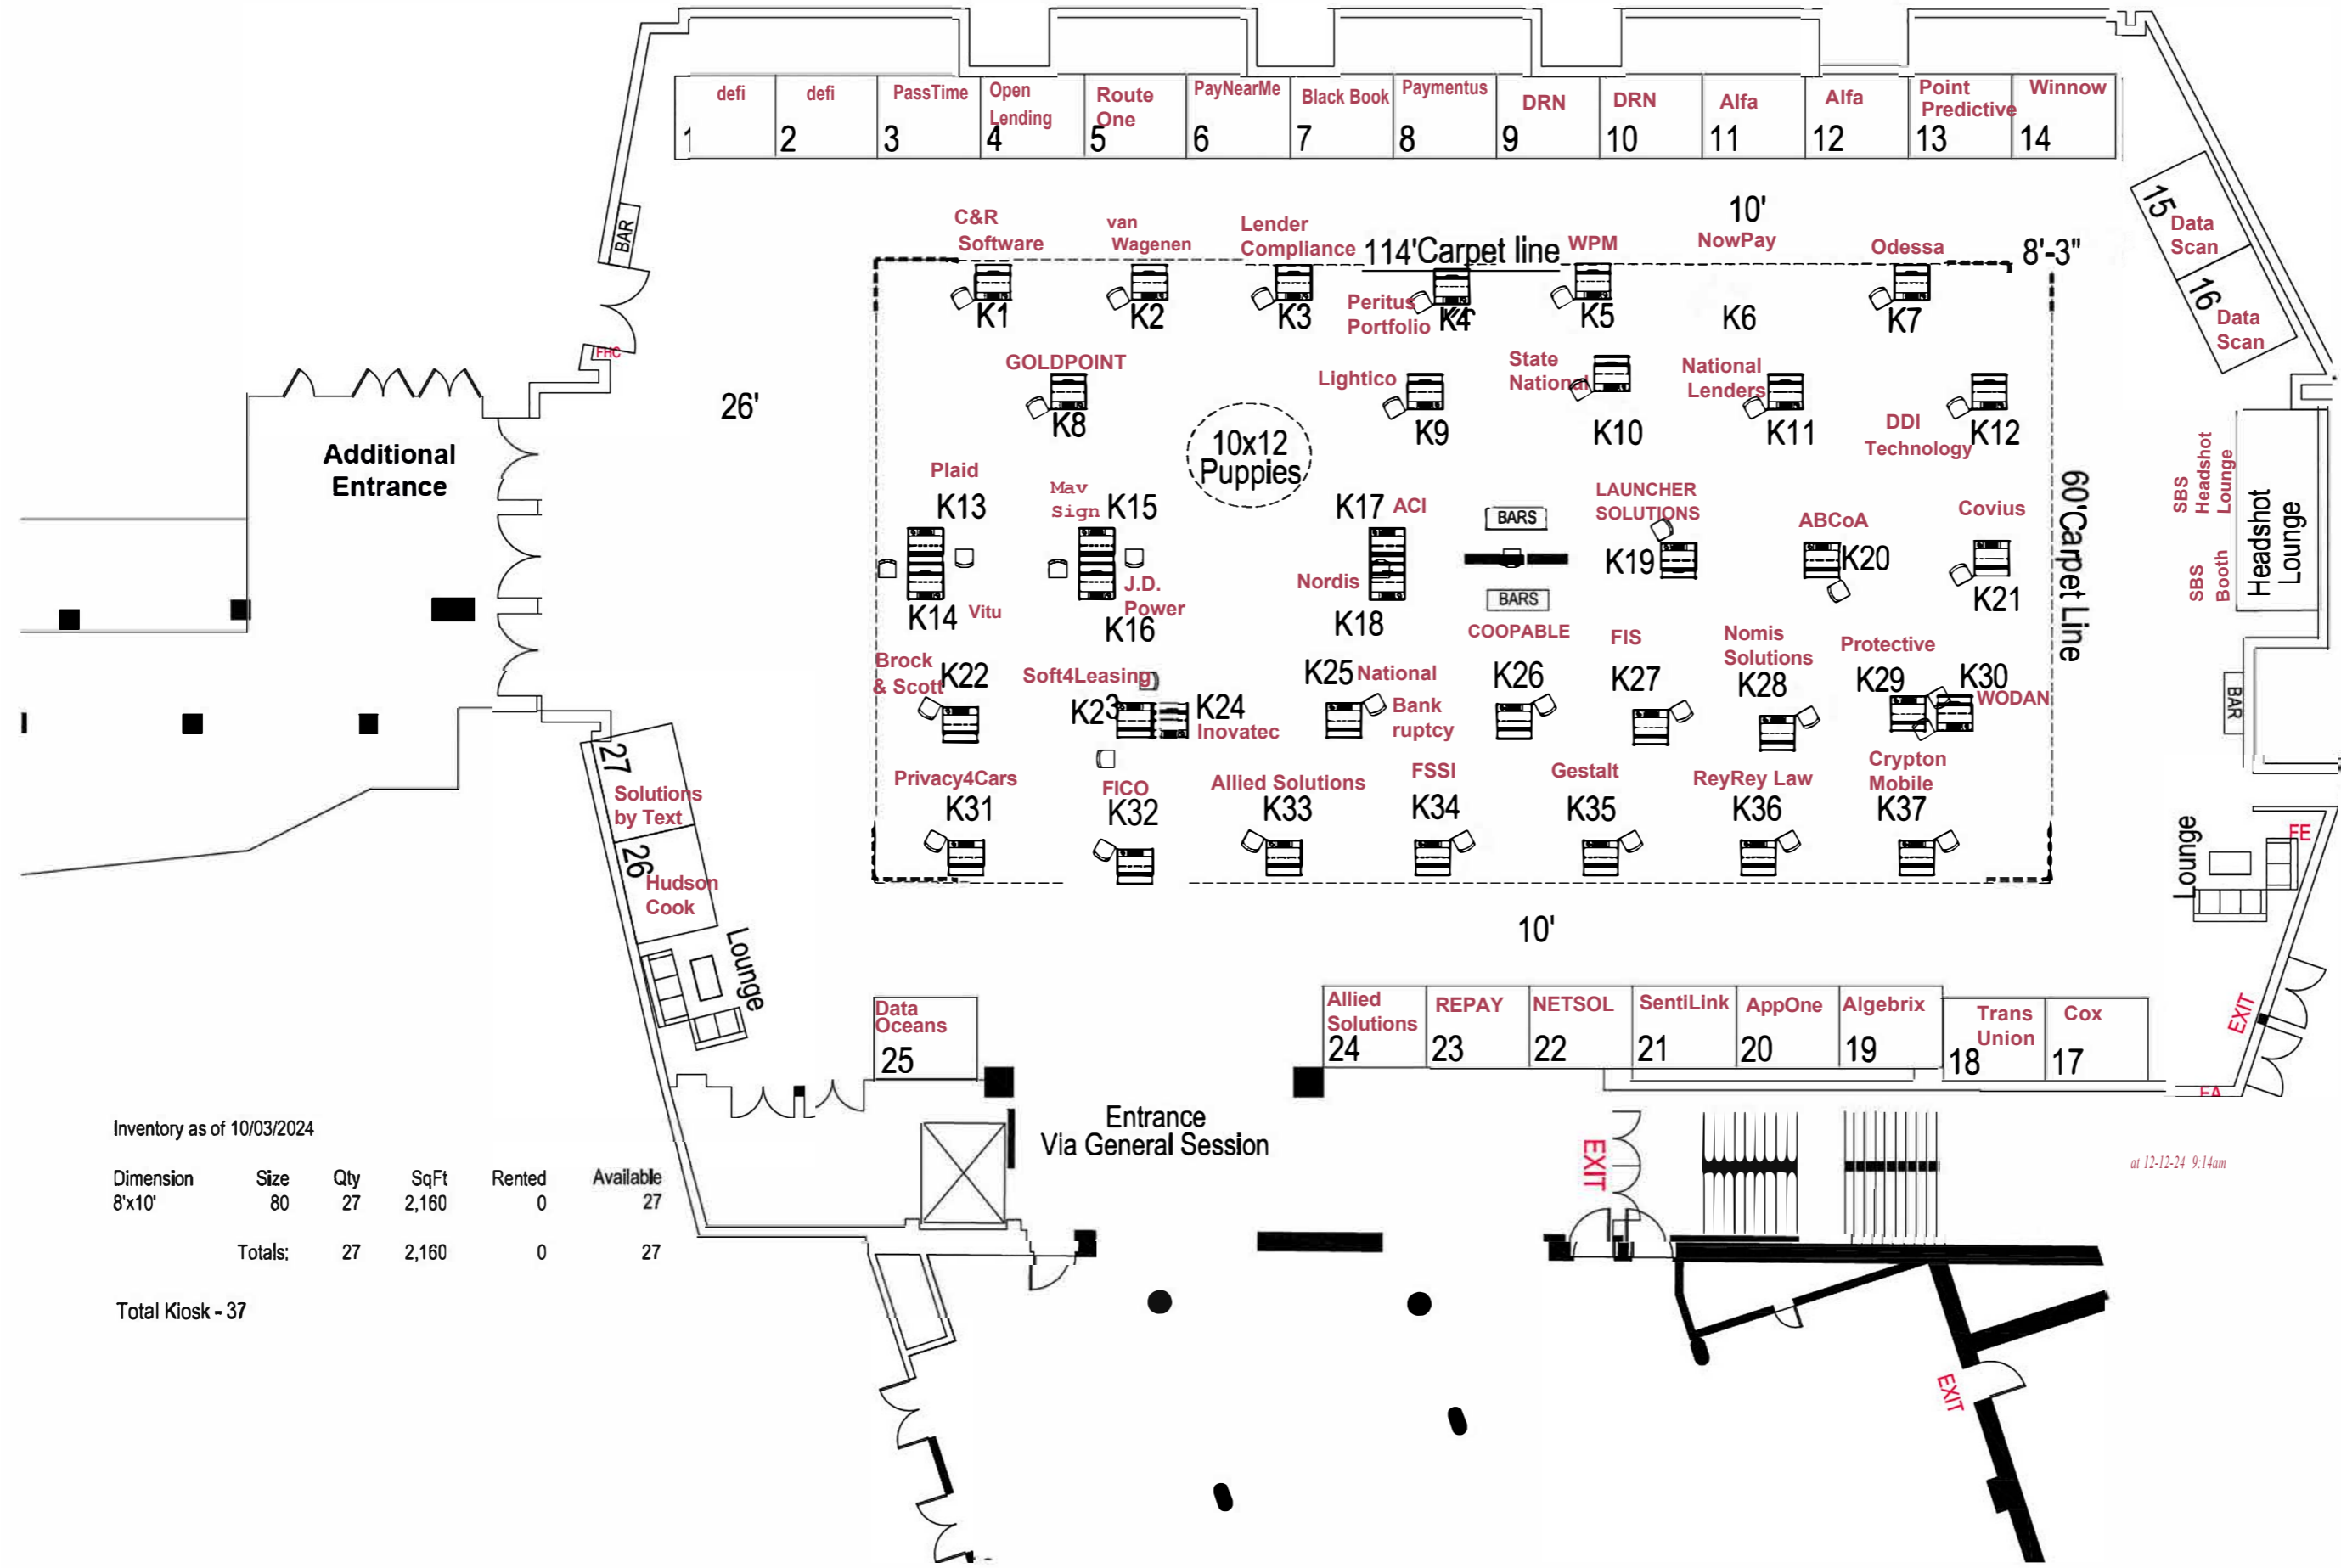 defi
defi
PassTime
Open
Lending
Route
One
PayNearMe
Black Book
Paymentus
DRN
DRN
Alfa
Alfa
Point
Predictive
Winnow
1
2
3
4
5
6
7
8
9
10
11
12
13
14
BAR
15
Data
Scan
16
Data
Scan
10'
8'-3"
114'Carpet line
C&R
Software
van
Wagenen
Lender
Compliance
Peritus
Portfolio
WPM
NowPay
Odessa
K1
K2
K3
K4
K5
K6
K7
FHC
26'
GOLDPOINT
K8
10x12
Puppies
Lightico
K9
State
National
K10
National
Lenders
K11
DDI
Technology
K12
Additional
Entrance
Plaid
K13
Mav
Sign
K15
K17
ACI
BARS
LAUNCHER
SOLUTIONS
K19
ABCoA
K20
Covius
K21
60'Carpet Line
SBS
Headshot
Lounge
SBS
Booth
Headshot
Lounge
K14
Vitu
J.D.
Power
K16
Nordis
K18
BARS
Brock
& Scott
K22
Soft4Leasing
K23
K24
Inovatec
K25
National
Bank
ruptcy
COOPABLE
K26
FIS
K27
Nomis
Solutions
K28
Protective
K29
K30
WODAN
BAR
27
Solutions
by Text
26
Hudson
Cook
Lounge
Privacy4Cars
K31
FICO
K32
Allied Solutions
K33
FSSI
K34
Gestalt
K35
ReyRey Law
K36
Crypton
Mobile
K37
Lounge
FE
EXIT
10'
Data
Oceans
25
Allied
Solutions
24
REPAY
23
NETSOL
22
SentiLink
21
AppOne
20
Algebrix
19
Trans
Union
18
Cox
17
Entrance
Via General Session
EXIT
at 12-12-24 9:14am
EXIT
Inventory as of 10/03/2024
Dimension Size Qty SqFt Rented Available
8'x10' 80 27 2,160 0 27
Totals: 27 2,160 0 27
Total Kiosk - 37